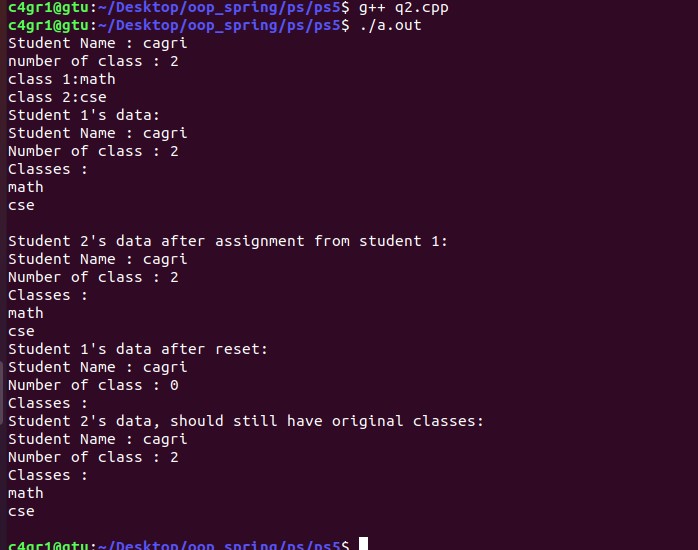 c4gr1@gtu:~/Desktop/oop_spring/ps/ps5$ g++ q2.cpp
c4gr1@gtu:~/Desktop/oop_spring/ps/ps5$ ./a.out
Student Name : cagri
number of class : 2
class 1:math
class 2:cse
Student 1's data:
Student Name : cagri
Number of class : 2
Classes :
math
cse
Student 2's data after assignment from student 1:
Student Name : cagri
Number of class : 2
Classes :
math
cse
Student 1's data after reset:
Student Name : cagri
Number of class : 0
Classes :
Student 2's data, should still have original classes:
Student Name : cagri
Number of class : 2
Classes :
math
cse
c4gr1@gtu:~/Desktop/oop_spring/ps/ps5$